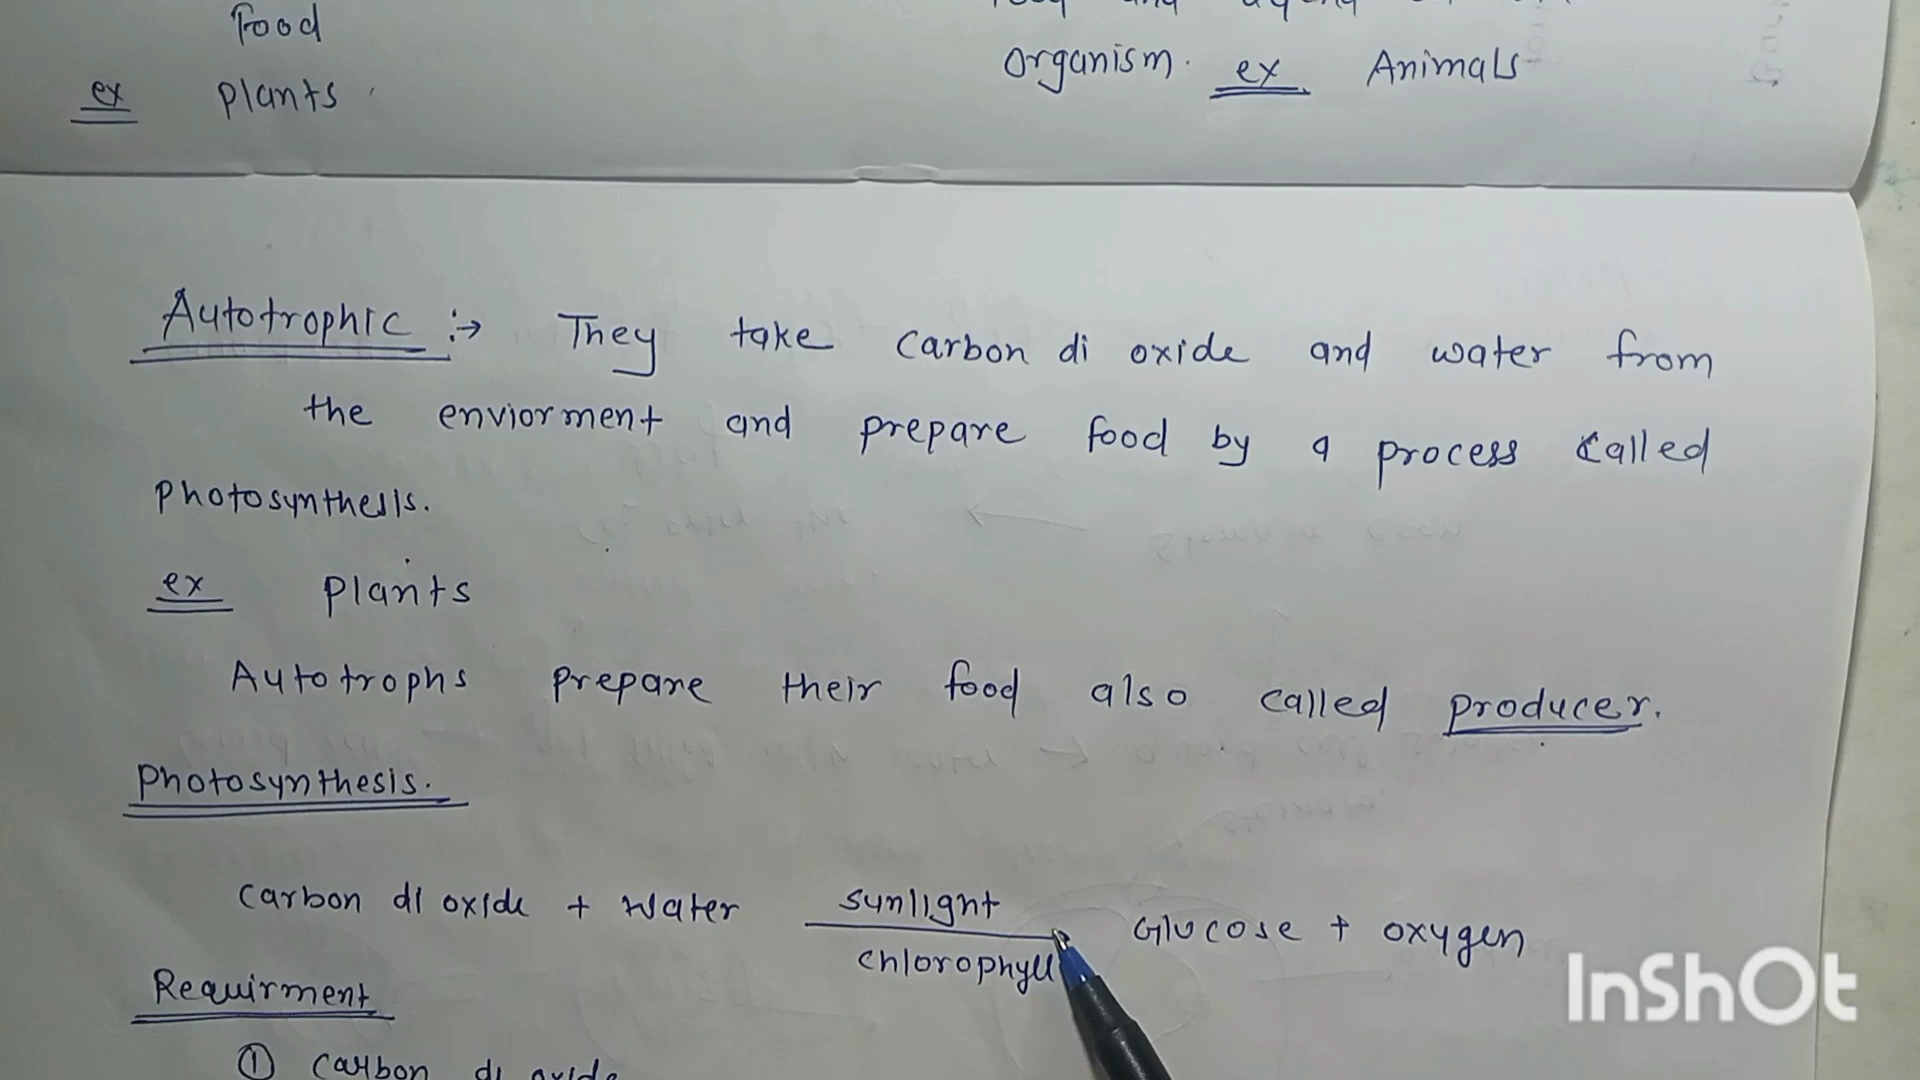 Food
ex plants
organism. ex Animals
Autotrophic :→ They take carbon di oxide and water from
the enviorment and prepare food by a process called
photosynthesis.
ex plants
Autotrophs prepare their food also called producer.
photosynthesis.
carbon di oxide + water sunlight Glucose + oxygen
chlorophyll
Requirment
① carbon di oxide
InShOt